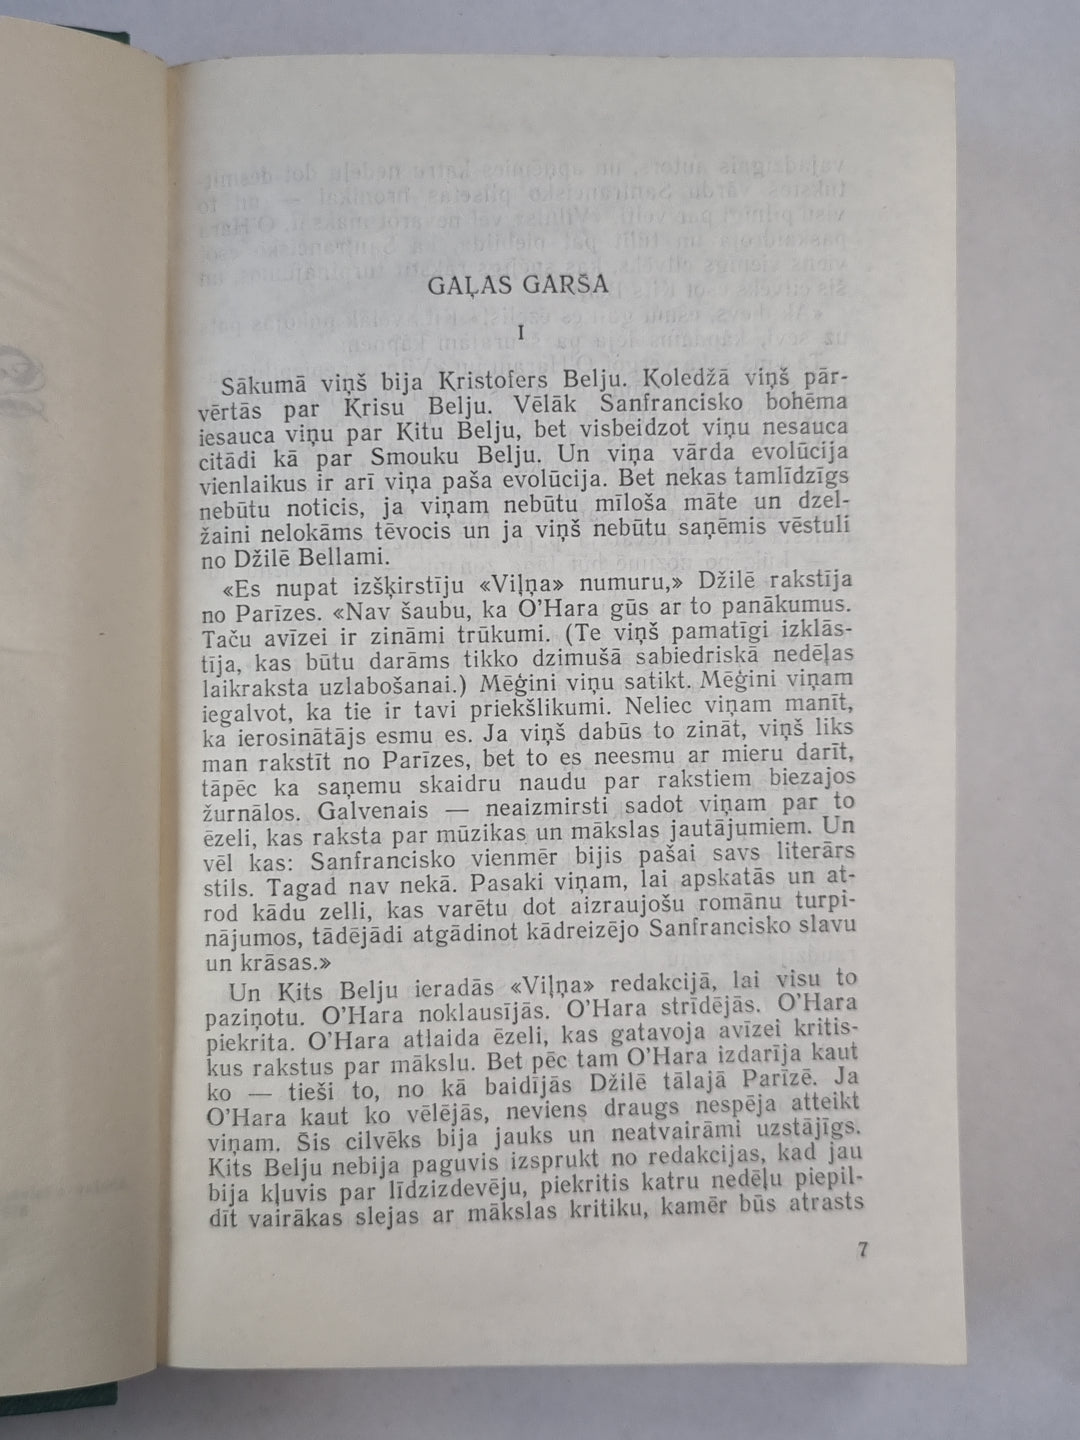 GAĻAS GARŠA
I
Sākumā viņš bija Kristofers Belju. Koledžā viņš pār-
vērtās par Krisu Belju. Vēlāk Sanfrancisko bohēma
iesauca viņu par Kitu Belju, bet visbeidzot viņu nesauca
citādi kā par Smouku Belju. Un viņa vārda evolūcija
vienlaikus ir arī viņa paša evolūcija. Bet nekas tamlīdzīgs
nebūtu noticis, ja viņam nebūtu mīloša māte un dzel-
žaini nelokāms tēvocis un ja viņš nebūtu saņēmis vēstuli
no Džilē Bellami.
«Es nupat izšķirstīju «Viļņa» numuru,» Džilē rakstīja
no Parīzes. «Nav šaubu, ka O'Hara gūs ar to panākumus.
Taču avīzei ir zināmi trūkumi. (Te viņš pamatīgi izklās-
tīja, kas būtu darāms tikko dzimušā sabiedriskā nedēļas
laikraksta uzlabošanai.) Mēģini viņu satikt. Mēģini viņam
iegalvot, ka tie ir tavi priekšlikumi. Neliec viņam manīt,
ka ierosinātājs esmu es. Ja viņš dabūs to zināt, viņš liks
man rakstīt no Parīzes, bet to es neesmu ar mieru darīt,
tāpēc ka saņemu skaidru naudu par rakstiem biezajos
žurnālos. Galvenais — neaizmirsti sadot viņam par to
ēzeli, kas raksta par mūzikas un mākslas jautājumiem. Un
vēl kas: Sanfrancisko vienmēr bijis pašai savs literārs
stils. Tagad nav nekā. Pasaki viņam, lai apskatās un at-
rod kādu zelli, kas varētu dot aizraujošu romānu turpi-
nājumos, tādējādi atgādinot kādreizējo Sanfrancisko slavu
un krāsas.»
Un Kits Belju ieradās «Viļņa» redakcijā, lai visu to
paziņotu. O'Hara noklausījās. O'Hara strīdējās. O'Hara
piekrita. O'Hara atlaida ēzeli, kas gatavoja avīzei kritis-
kus rakstus par mākslu. Bet pēc tam O'Hara izdarīja kaut
ko — tieši to, no kā baidījās Džilē tālajā Parīzē. Ja
O'Hara kaut ko vēlējās, neviens draugs nespēja atteikt
viņam. Šis cilvēks bija jauks un neatvairāmi uzstājīgs.
Kits Belju nebija paguvis izsprukt no redakcijas, kad jau
bija kļuvis par līdzizdevēju, piekritis katru nedēļu piepil-
dīt vairākas slejas ar mākslas kritiku, kamēr būs atrasts
7